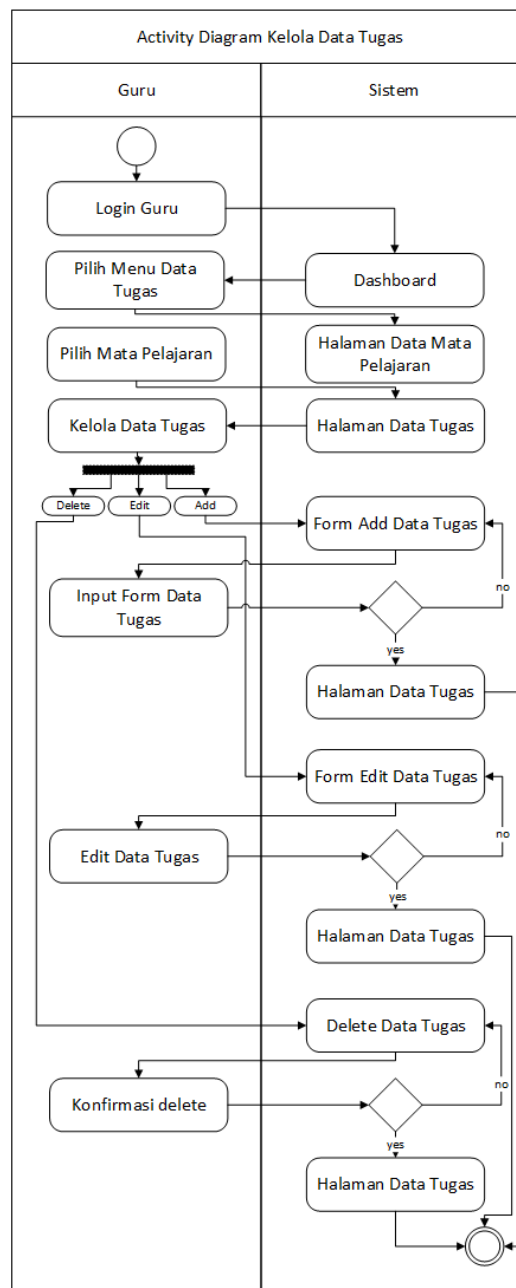 Activity Diagram Kelola Data Tugas
Guru
Sistem
Login Guru
Pilih Menu Data
Tugas
Dashboard
Halaman Data Mata
Pelajaran
Pilih Mata Pelajaran
Kelola Data Tugas
Halaman Data Tugas
Delete
Edit
Add
Form Add Data Tugas
no
Input Form Data
Tugas
yes
Halaman Data Tugas
Form Edit Data Tugas
no
Edit Data Tugas
yes
Halaman Data Tugas
Delete Data Tugas
no
Konfirmasi delete
yes
Halaman Data Tugas